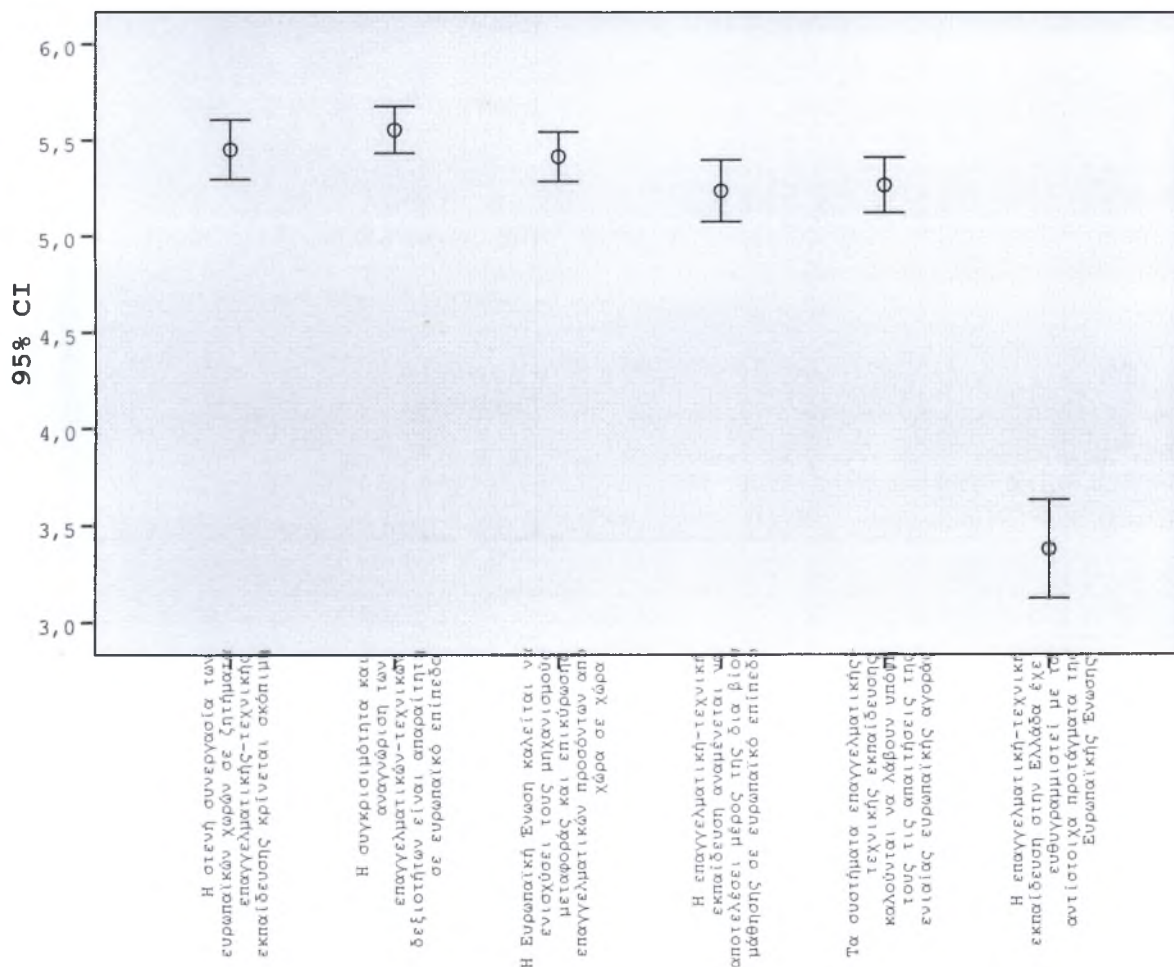 6,0
5,5
5,0
4,5
4,0
3,5
3,0
95% CI
Η στενή συνεργασία των
ευρωπαϊκών χωρών σε ζητήματα
επαγγελματικής-τεχνικής
εκπαίδευσης κρίνεται σκόπιμη
Η συγκρισιμότητα και
αναγνώριση των
επαγγελματικών-τεχνικών
δεξιοτήτων είναι απαραίτητη
σε ευρωπαϊκό επίπεδο
Η Ευρωπαϊκή Ένωση καλείται να
ενισχύσει τους μηχανισμούς
μεταφοράς και επικύρωσης
επαγγελματικών προσόντων από
χώρα σε χώρα
Η επαγγελματική-τεχνική
εκπαίδευση αναμένεται να
αποτελέσει μέρος της δια βίου
μάθησης σε ευρωπαϊκό επίπεδο
Τα συστήματα επαγγελματικής-
τεχνικής εκπαίδευσης
καλούνται να λάβουν υπόψη
τους τις απαιτήσεις της
ενιαίας ευρωπαϊκής αγοράς
Η επαγγελματική-τεχνική
εκπαίδευση στην Ελλάδα έχει
ευθυγραμμιστεί με τα
αντίστοιχα προτάγματα της
Ευρωπαϊκής Ένωσης